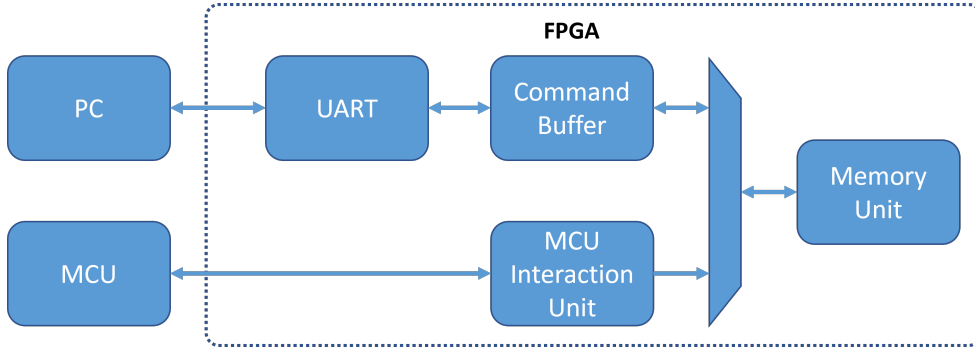 FPGA
PC
UART
Command
Buffer
Memory
Unit
MCU
MCU
Interaction
Unit